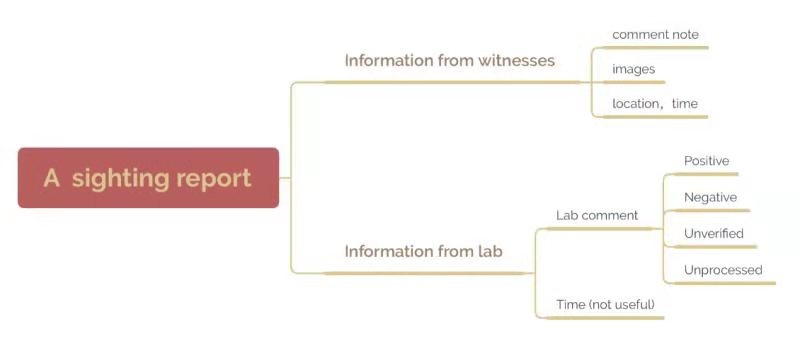 A sighting report
Information from witnesses
comment note
images
location, time
Information from lab
Lab comment
Positive
Negative
Unverified
Unprocessed
Time (not useful)